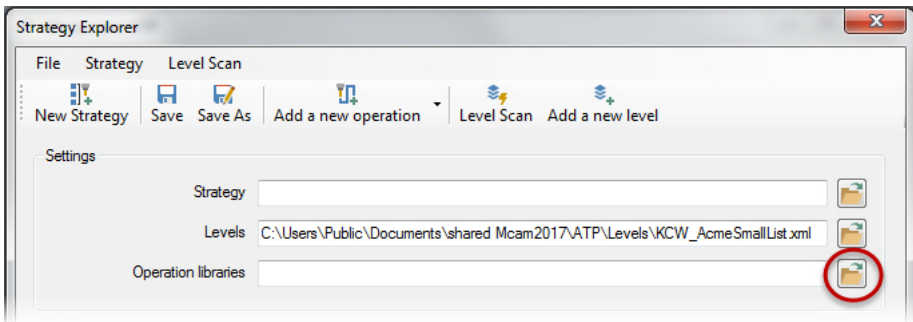 Strategy Explorer
File Strategy Level Scan
New Strategy Save Save As Add a new operation Level Scan Add a new level
Settings
Strategy
Levels C:\Users\Public\Documents\shared Mcam2017\ATP\Levels\KCW_AcmeSmallList.xml
Operation libraries